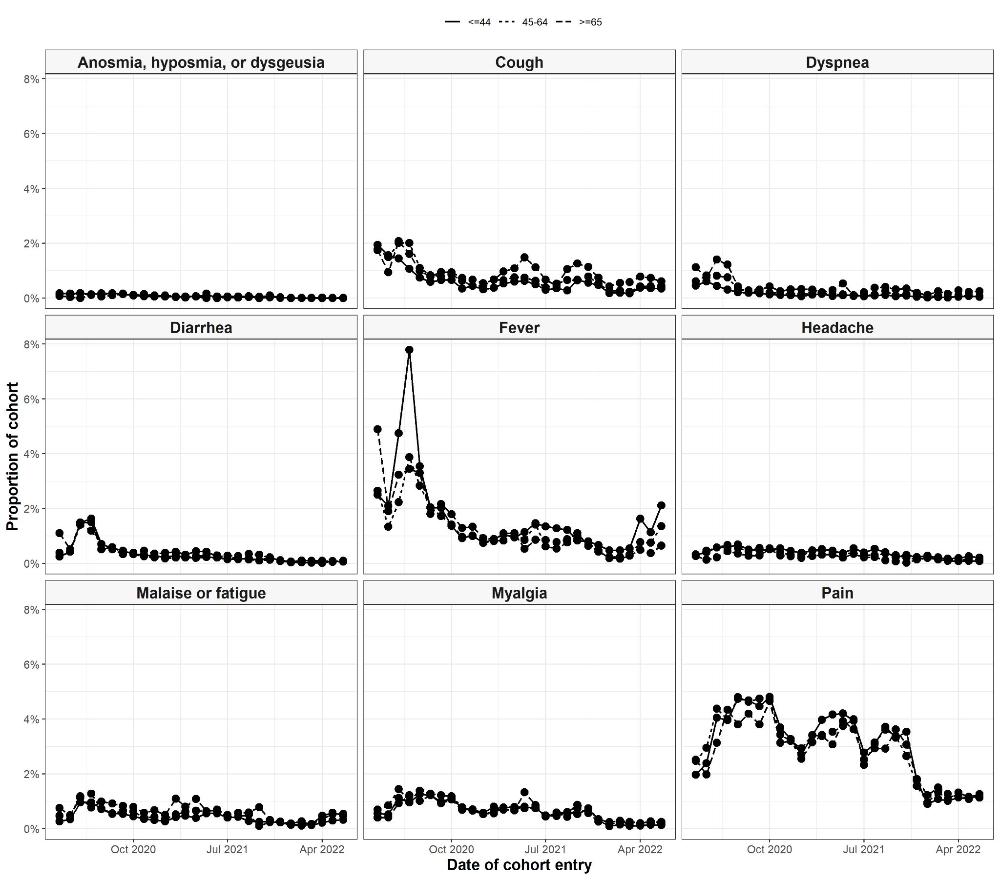 <=44 45-64 >=65
Anosmia, hyposmia, or dysgeusia
Cough
Dyspnea
8%
6%
4%
2%
0%
Diarrhea
Fever
Headache
8%
6%
4%
2%
0%
Malaise or fatigue
Myalgia
Pain
8%
6%
4%
2%
0%
Oct 2020 Jul 2021 Apr 2022
Oct 2020 Jul 2021 Apr 2022
Oct 2020 Jul 2021 Apr 2022
Proportion of cohort
Date of cohort entry